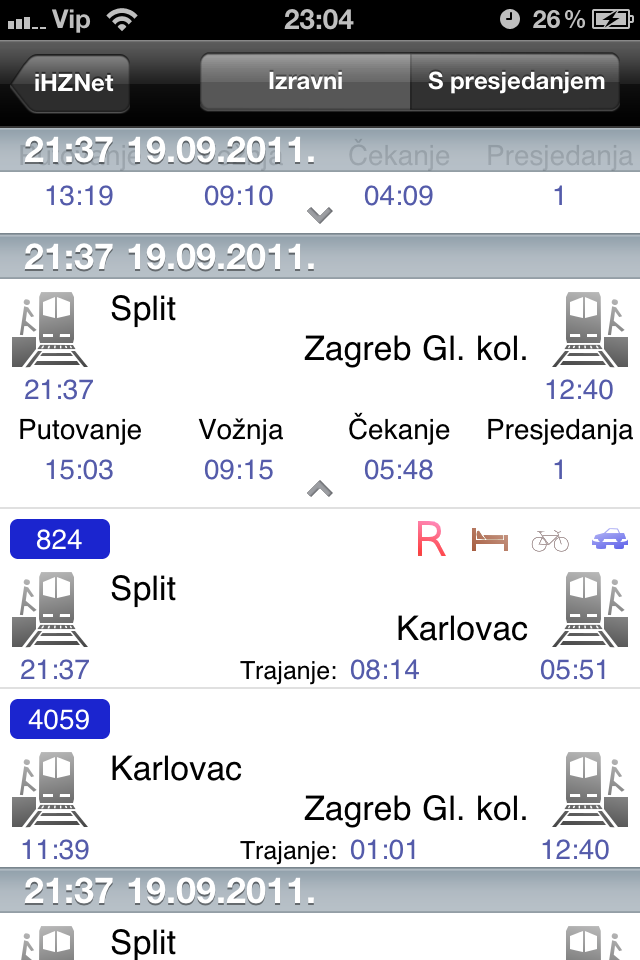 Vip 23:04 26 %
iHZNet Izravni S presjedanjem
21:37 19.09.2011.
Putovanje Vožnja Čekanje Presjedanja
13:19 09:10 04:09 1
21:37 19.09.2011.
Split
Zagreb Gl. kol.
21:37 12:40
Putovanje Vožnja Čekanje Presjedanja
15:03 09:15 05:48 1
824 R
Split
Karlovac
21:37 Trajanje: 08:14 05:51
4059
Karlovac
Zagreb Gl. kol.
11:39 Trajanje: 01:01 12:40
21:37 19.09.2011.
Split